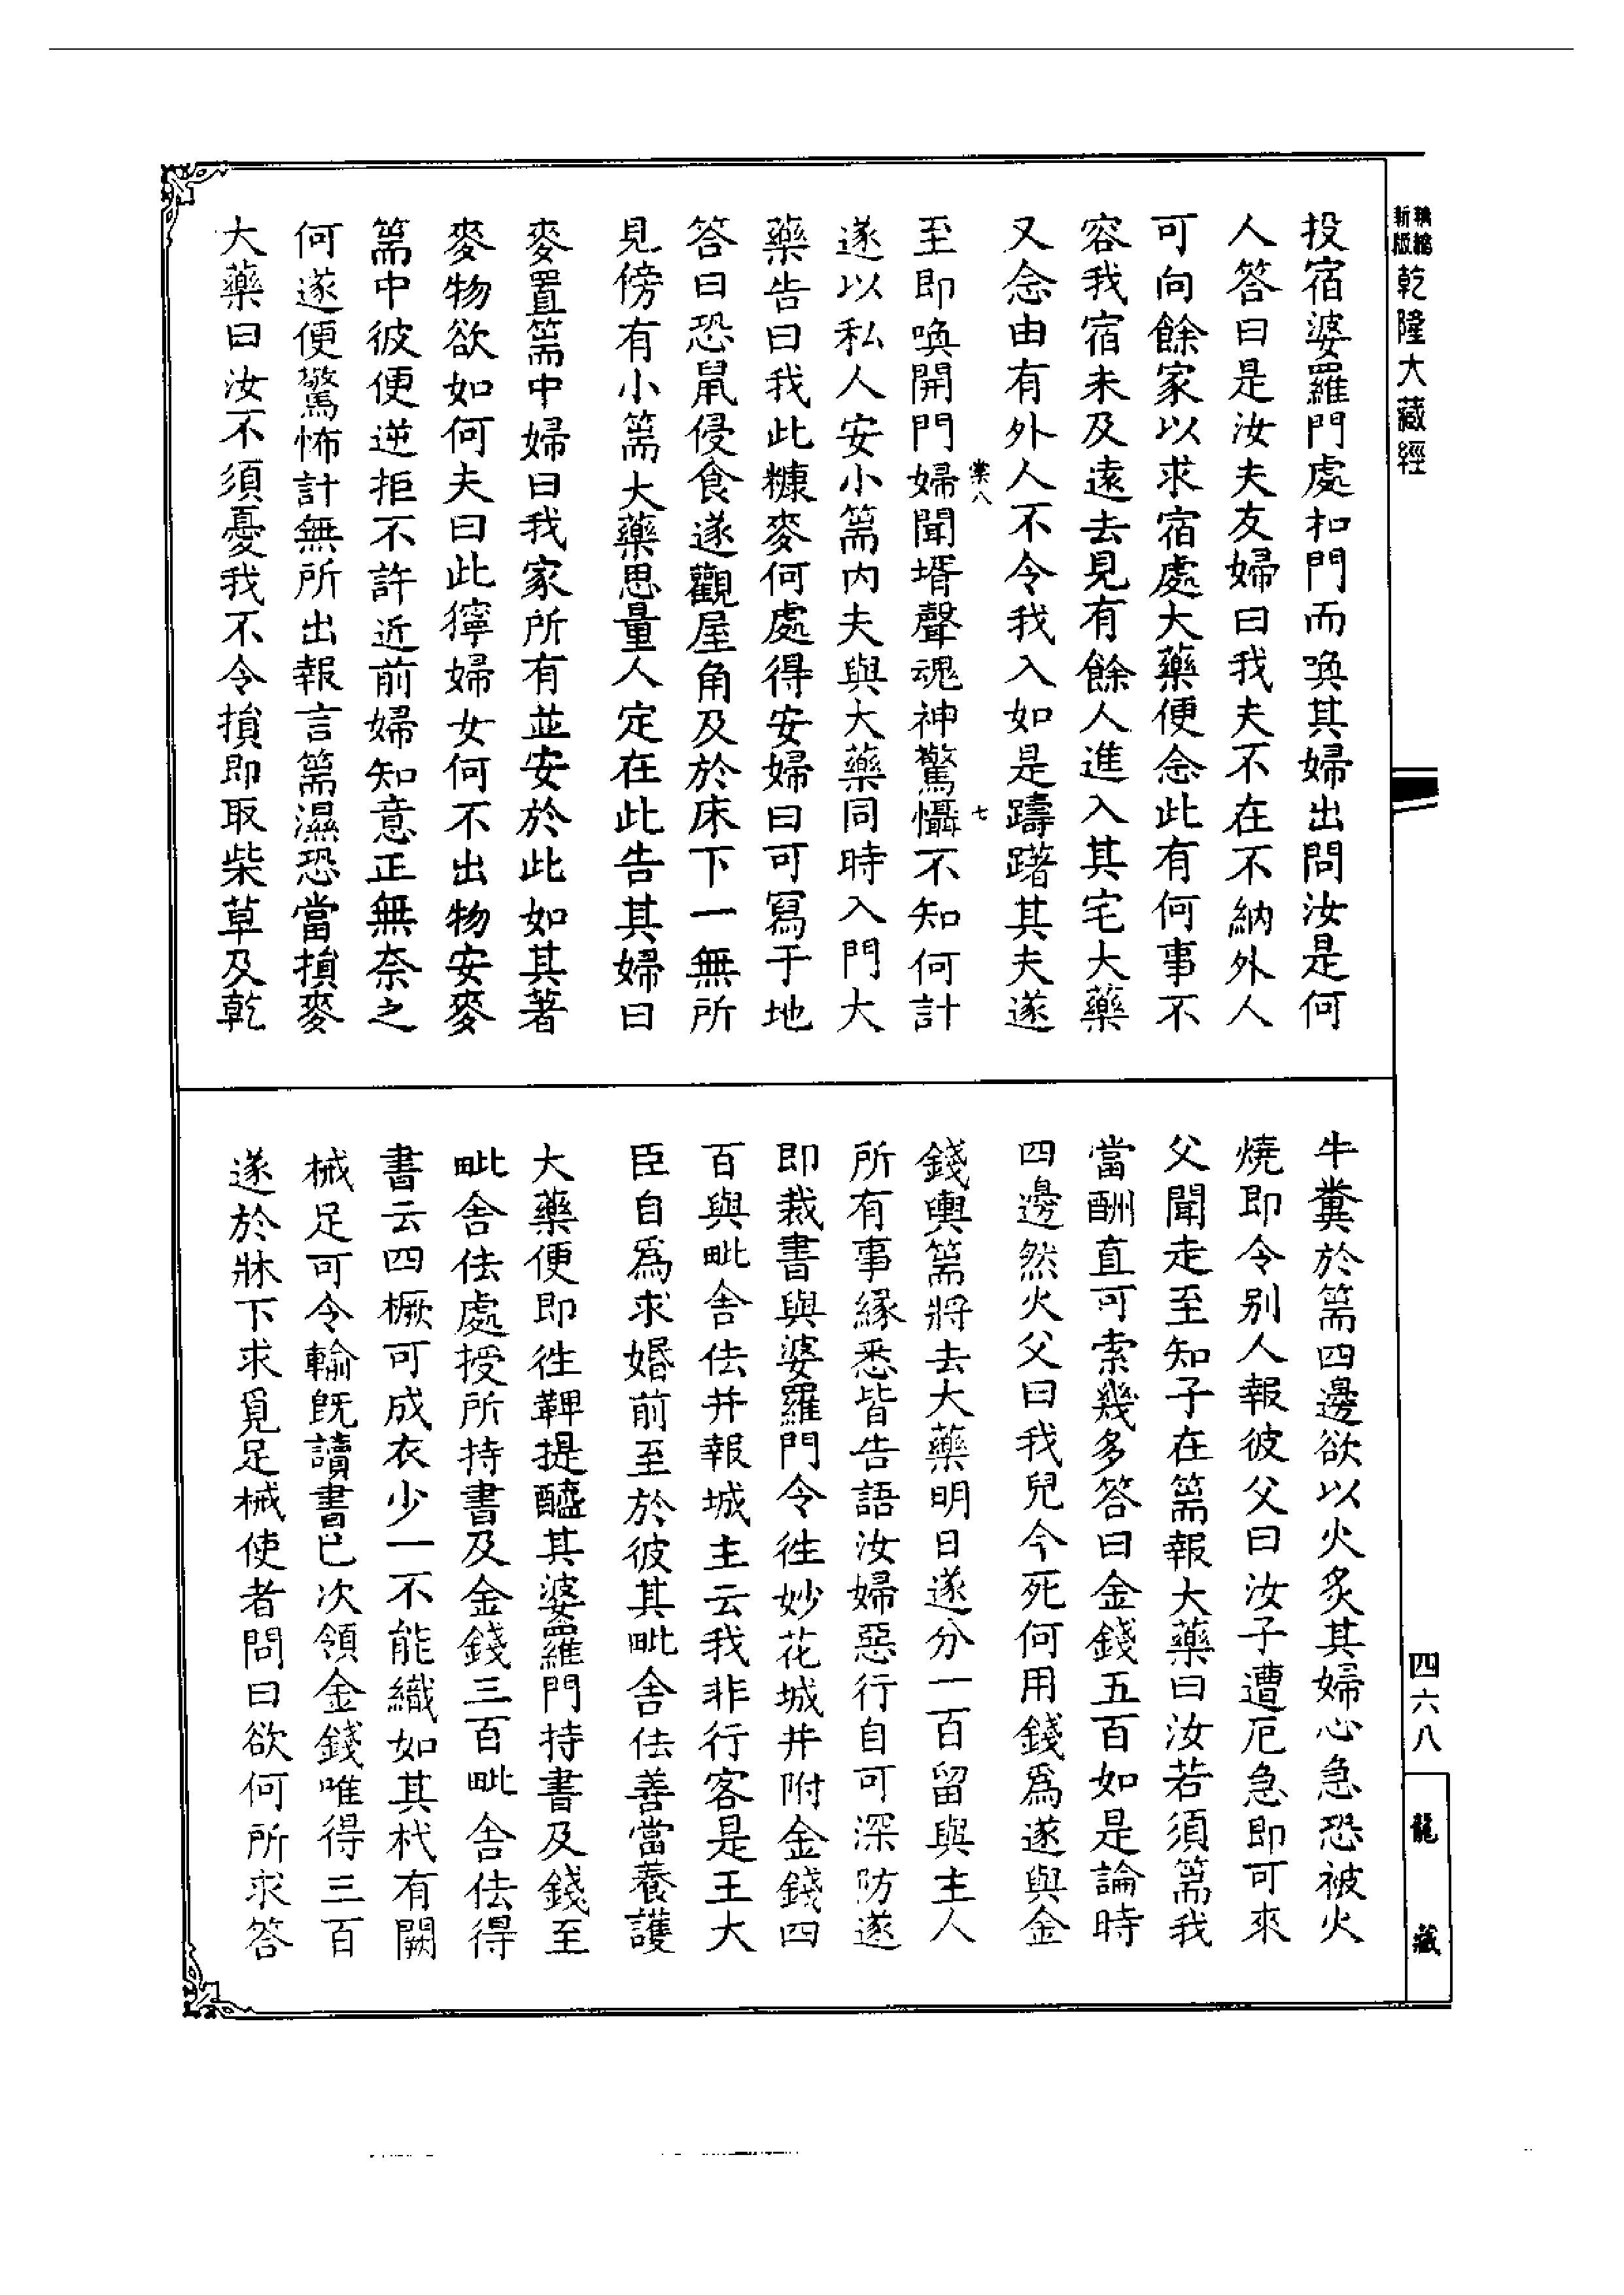 新版 乾隆大藏經
投宿婆羅門處扣門而喚其婦出問汝是何
人答曰是汝夫友婦曰我夫不在不納外人
可向餘家以求宿處大藥便念此有何事不
容我宿未及遠去見有餘人進入其宅大藥
又念由有外人不令我入如是躊躇其夫遂
至即喚開門婦聞壻聲魂神驚懾不知何計
遂以私人安小篅內夫與大藥同時入門大
藥告曰我此糠麥何處得安婦曰可寫于地
答曰恐鼠侵食遂觀屋角及於床下一無所
見傍有小篅大藥思量人定在此告其婦曰
麥置篅中婦曰我家所有並安於此如其著
麥物欲如何夫曰此獰婦女何不出物安麥
篅中彼便逆拒不許近前婦知意正無奈之
何遂便驚怖計無所出報言篅濕恐當損麥
大藥曰汝不須憂我不令損即取柴草及乾
牛糞於篅四邊欲以火炙其婦心急恐被火
燒即令別人報彼父曰汝子遭厄急即可來
父聞走至知子在篅報大藥曰汝若須篅我
當酬直可索幾多答曰金錢五百如是論時
四邊然火父曰我兒今死何用錢爲遂與金
錢輿篅將去大藥明日遂分一百留與主人
所有事緣悉皆告語汝婦惡行自可深防遂
即裁書與婆羅門令往妙花城并附金錢四
百與毗舍佉并報城主云我非行客是王大
臣自爲求婚前至於彼其毗舍佉善當養護
大藥便即往鞞提醯其婆羅門持書及錢至
毗舍佉處授所持書及金錢三百毗舍佉得
書云四橛可成衣少一不能織如其杙有闕
械足可令輸既讀書已次領金錢唯得三百
遂於牀下求覓足械使者問曰欲何所求答
業八
七
四六八
龍藏